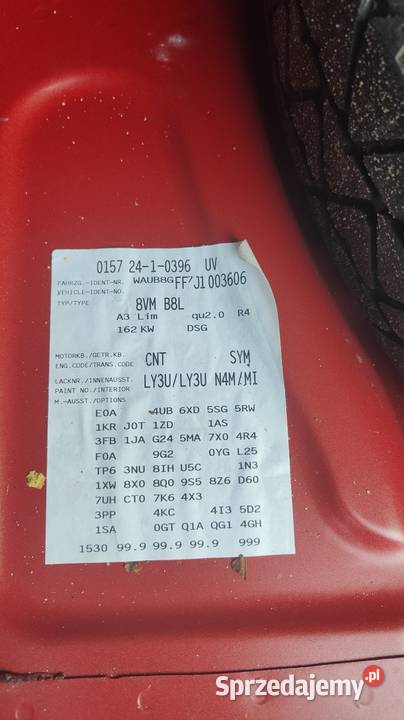 0157 24-1-0396 UV
FAHRZG.-IDENT-NR. WAUB8GFF7J1003606
VEHICLE-IDENT-NO.
TYP/TYPE 8VM B8L
A3 Lim qu2.0 R4
162 KW DSG
MOTORKB./GETR.KB. CNT SYM
ENG.CODE/TRANS.CODE
LACKNR./INNENAUSST. LY3U/LY3U N4M/MI
PAINT NO./INTERIOR
M.-AUSST./OPTIONS
E0A 4UB 6XD 5SG 5RW
1KR J0T 1ZD 1AS
3FB 1JA G24 5MA 7X0 4R4
F0A 9G2 0YG L25
TP6 3NU 8IH U5C 1N3
1XW 8X0 8Q0 9S5 8Z6 D60
7UH CT0 7K6 4X3
3PP 4KC 4I3 5D2
1SA 0GT Q1A QG1 4GH
1530 99.9 99.9 99.9 999
Sprzedajemy.pl